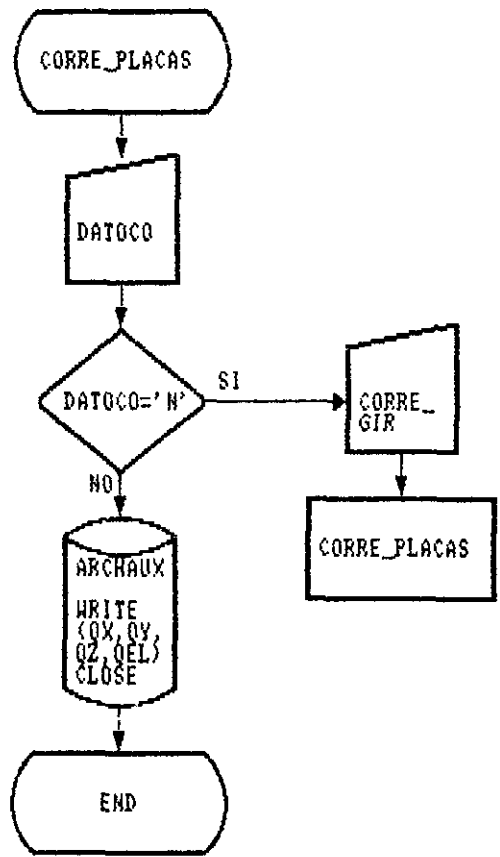 CORRE_PLACAS
DATOCO
DATOCO='N'
SI
CORRE_
GIR
CORRE_PLACAS
NO
ARCHAUX
WRITE
(QX,QY,
QZ,QEL)
CLOSE
END